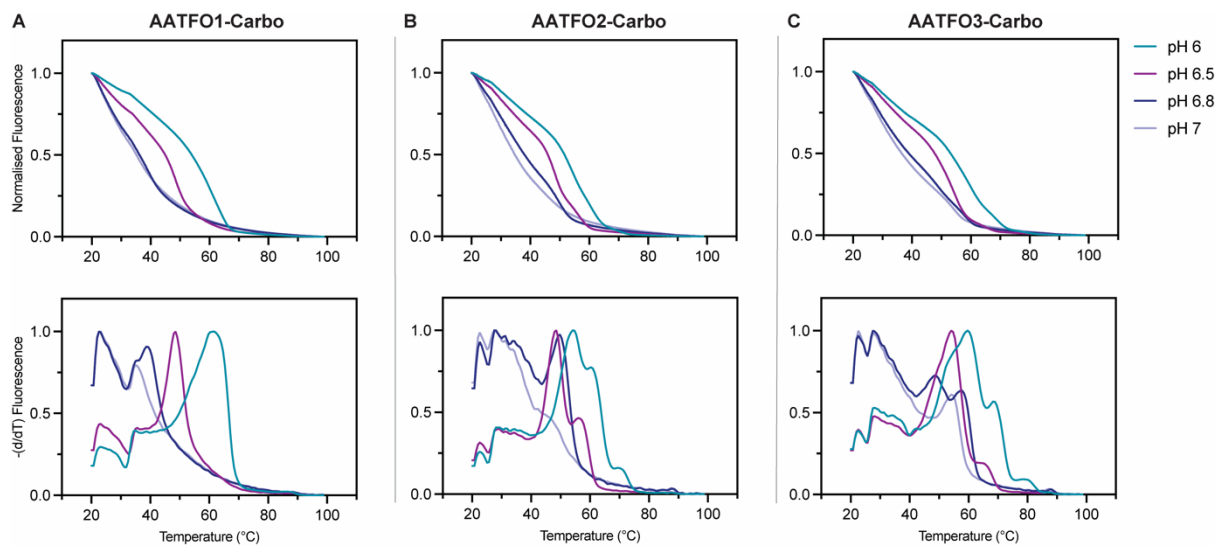 A AATFO1-Carbo
B AATFO2-Carbo
C AATFO3-Carbo
pH 6
pH 6.5
pH 6.8
pH 7
Normalised Fluorescence
1.0
0.5
0.0
20 40 60 80 100
1.0
0.5
0.0
20 40 60 80 100
1.0
0.5
0.0
20 40 60 80 100
-(d/dT) Fluorescence
1.0
0.5
0.0
20 40 60 80 100
Temperature (°C)
1.0
0.5
0.0
20 40 60 80 100
Temperature (°C)
1.0
0.5
0.0
20 40 60 80 100
Temperature (°C)